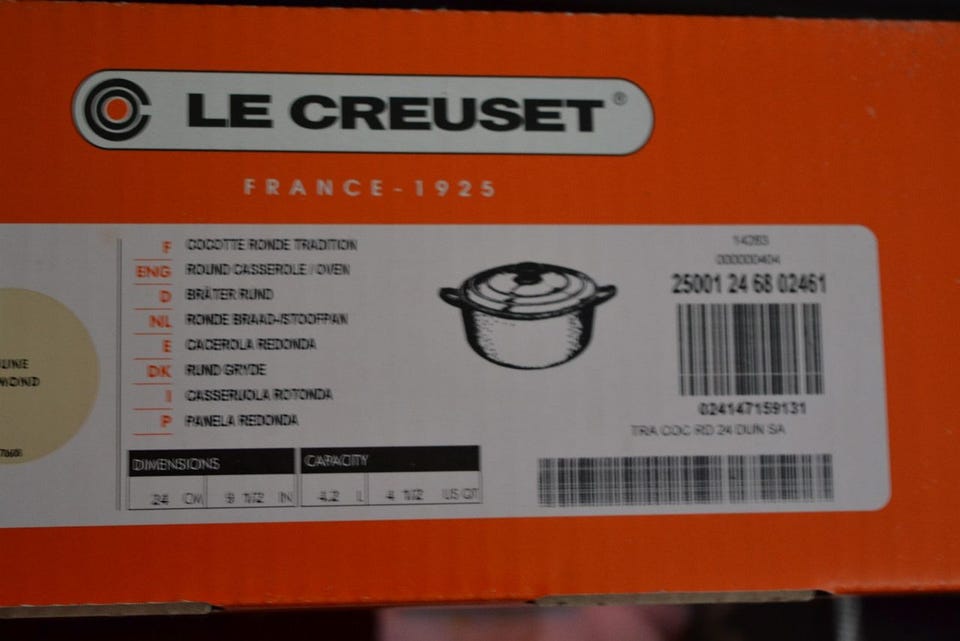 LE CREUSET®
FRANCE-1925
F COCOTTE RONDE TRADITION
ENG ROUND CASSEROLE / OVEN
D BRÄTER RUND
NL RONDE BRAAD-/STOOFPAN
E CACEROLA REDONDA
DK RUND GRYDE
I CASSERUOLA ROTONDA
P PANELA REDONDA
DIMENSIONS CAPACITY
24 CM 9 1/2 IN 4.2 L 4 1/2 US QT
14283
000000404
25001 24 68 02461
024147159131
TRA COC RD 24 DUN SA